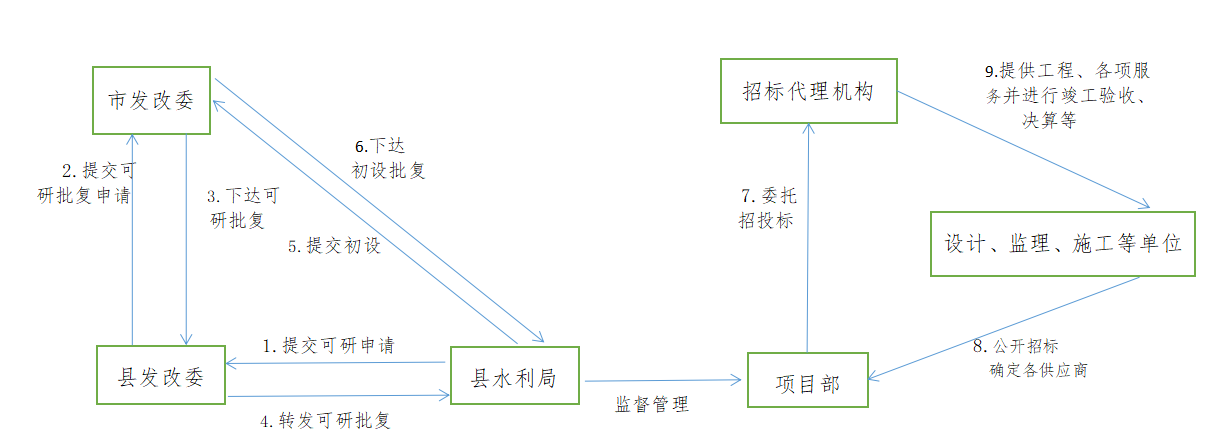 市发改委
招标代理机构
9.提供工程、各项服
务并进行竣工验收、
决算等
6.下达
初设批复
2.提交可
研批复申请
3.下达可
研批复
7.委托
招投标
5.提交初设
设计、监理、施工等单位
1.提交可研申请
8.公开招标
确定各供应商
县发改委
县水利局
项目部
监督管理
4.转发可研批复